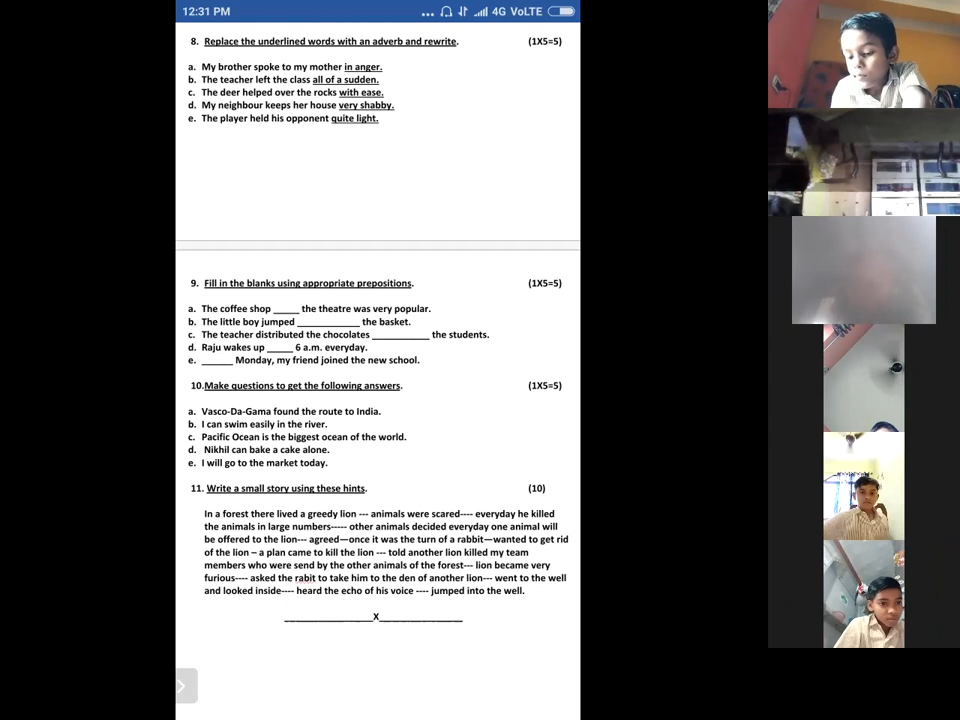 12:31 PM ... 4G VoLTE
8. Replace the underlined words with an adverb and rewrite. (1X5=5)
a. My brother spoke to my mother in anger.
b. The teacher left the class all of a sudden.
c. The deer helped over the rocks with ease.
d. My neighbour keeps her house very shabby.
e. The player held his opponent quite light.
9. Fill in the blanks using appropriate prepositions. (1X5=5)
a. The coffee shop _____ the theatre was very popular.
b. The little boy jumped ____________ the basket.
c. The teacher distributed the chocolates ___________ the students.
d. Raju wakes up _____ 6 a.m. everyday.
e. ______ Monday, my friend joined the new school.
10.Make questions to get the following answers. (1X5=5)
a. Vasco-Da-Gama found the route to India.
b. I can swim easily in the river.
c. Pacific Ocean is the biggest ocean of the world.
d. Nikhil can bake a cake alone.
e. I will go to the market today.
11. Write a small story using these hints. (10)
In a forest there lived a greedy lion --- animals were scared---- everyday he killed
the animals in large numbers----- other animals decided everyday one animal will
be offered to the lion--- agreed—once it was the turn of a rabbit—wanted to get rid
of the lion – a plan came to kill the lion --- told another lion killed my team
members who were send by the other animals of the forest--- lion became very
furious---- asked the rabit to take him to the den of another lion--- went to the well
and looked inside---- heard the echo of his voice ---- jumped into the well.
_________________X________________